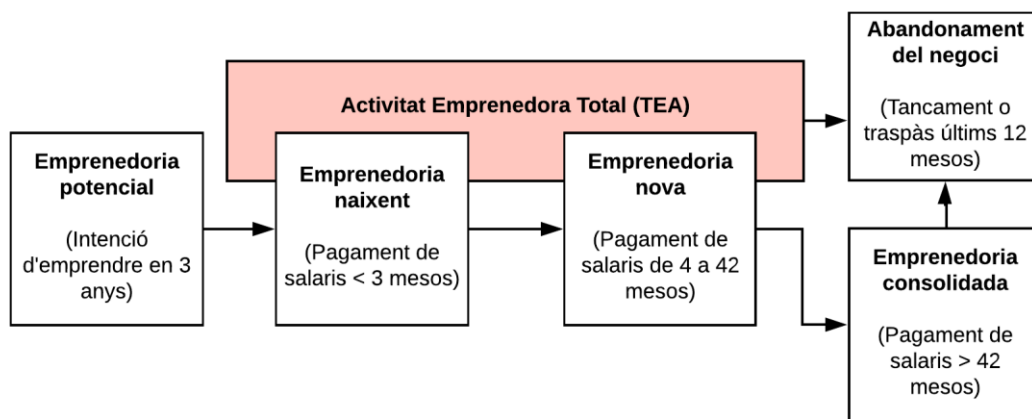 Abandonament
del negoci
(Tancament o
traspàs últims 12
mesos)
Activitat Emprenedora Total (TEA)
Emprenedoria
potencial
(Intenció
d'emprendre en 3
anys)
Emprenedoria
naixent
(Pagament de
salaris < 3 mesos)
Emprenedoria
nova
(Pagament de
salaris de 4 a 42
mesos)
Emprenedoria
consolidada
(Pagament de
salaris > 42
mesos)